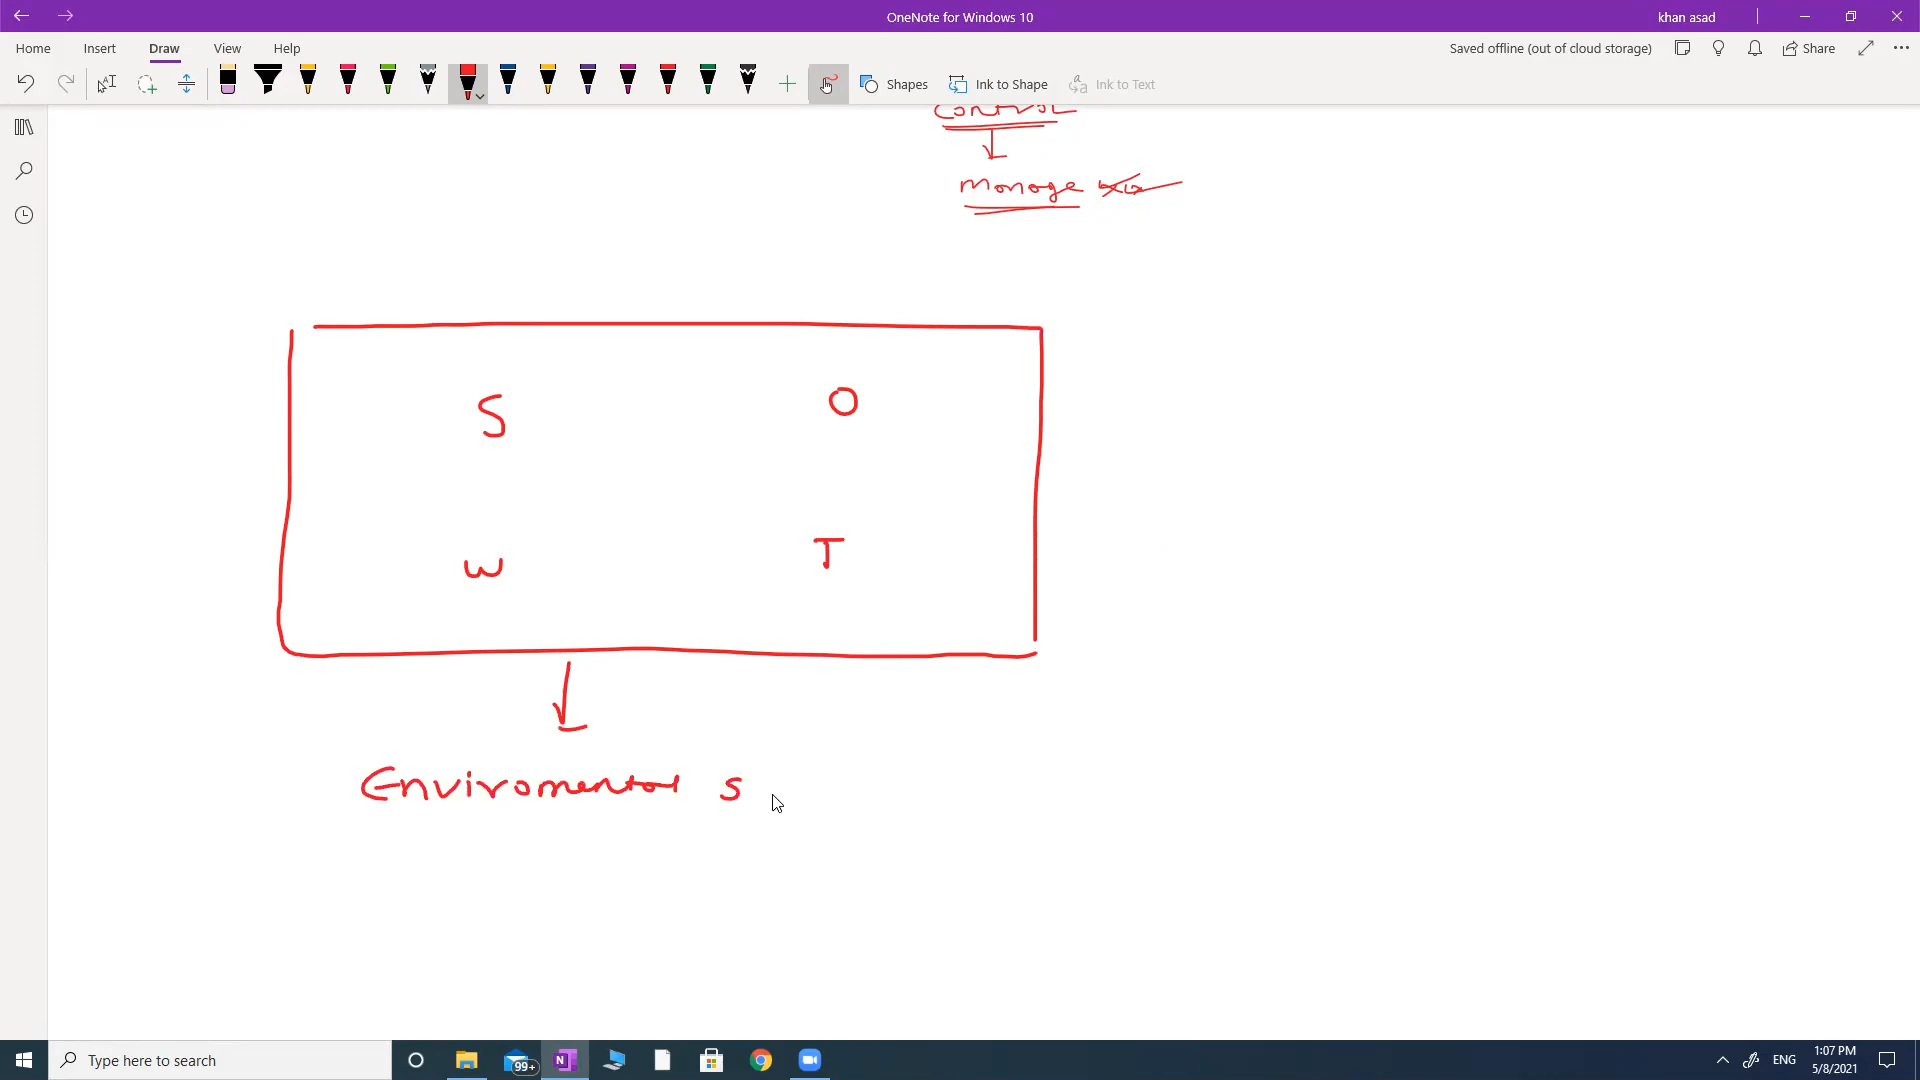 OneNote for Windows 10
khan asad
Home Insert Draw View Help
Saved offline (out of cloud storage)
Share
Shapes
Ink to Shape
Ink to Text
Control
Manage
S O
W T
Enviromental s
Type here to search
99+
ENG
1:07 PM
5/8/2021